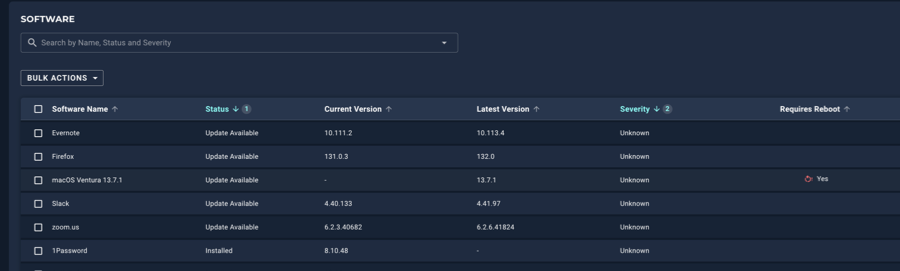 SOFTWARE
Search by Name, Status and Severity
BULK ACTIONS
Software Name Status 1 Current Version Latest Version Severity 2 Requires Reboot
Evernote Update Available 10.111.2 10.113.4 Unknown
Firefox Update Available 131.0.3 132.0 Unknown
macOS Ventura 13.7.1 Update Available - 13.7.1 Unknown Yes
Slack Update Available 4.40.133 4.41.97 Unknown
zoom.us Update Available 6.2.3.40682 6.2.6.41824 Unknown
1Password Installed 8.10.48 - Unknown